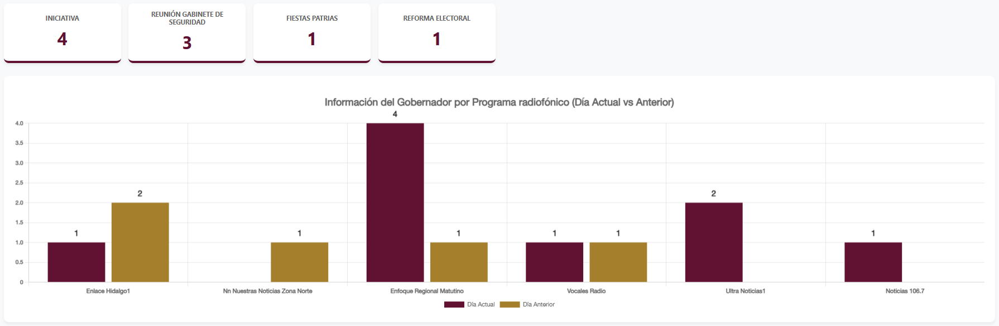 INICIATIVA
4
REUNIÓN GABINETE DE
SEGURIDAD
3
FIESTAS PATRIAS
1
REFORMA ELECTORAL
1
Información del Gobernador por Programa radiofónico (Día Actual vs Anterior)
4.0
3.5
3.0
2.5
2.0
1.5
1.0
0.5
0
1
2
1
4
1
1
1
2
1
Enlace Hidalgo1
Nn Nuestras Noticias Zona Norte
Enfoque Regional Matutino
Vocales Radio
Ultra Noticias1
Noticias 106.7
Día Actual
Día Anterior